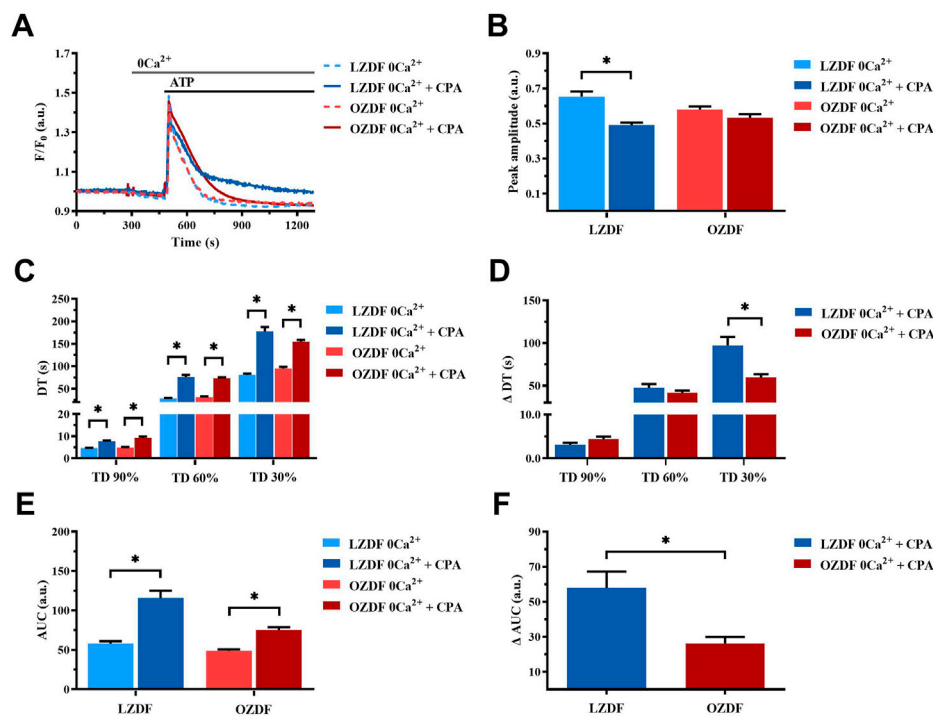 A
0Ca²⁺
ATP
F/F₀ (a.u.)
1.7
1.5
1.3
1.1
0.9
0
300
600
900
1200
Time (s)
LZDF 0Ca²⁺
LZDF 0Ca²⁺ + CPA
OZDF 0Ca²⁺
OZDF 0Ca²⁺ + CPA
B
Peak amplitude (a.u.)
0.9
0.7
0.5
0.3
0.1
*
LZDF
OZDF
LZDF 0Ca²⁺
LZDF 0Ca²⁺ + CPA
OZDF 0Ca²⁺
OZDF 0Ca²⁺ + CPA
C
DT (s)
250
200
150
100
50
20
10
5
0
* *
* *
* *
TD 90%
TD 60%
TD 30%
LZDF 0Ca²⁺
LZDF 0Ca²⁺ + CPA
OZDF 0Ca²⁺
OZDF 0Ca²⁺ + CPA
D
Δ DT (s)
150
100
50
10.0
0.0
*
TD 90%
TD 60%
TD 30%
LZDF 0Ca²⁺ + CPA
OZDF 0Ca²⁺ + CPA
E
AUC (a.u.)
200
150
100
50
0
*
*
LZDF
OZDF
LZDF 0Ca²⁺
LZDF 0Ca²⁺ + CPA
OZDF 0Ca²⁺
OZDF 0Ca²⁺ + CPA
F
Δ AUC (a.u.)
90
70
50
30
10
*
LZDF
OZDF
LZDF 0Ca²⁺ + CPA
OZDF 0Ca²⁺ + CPA